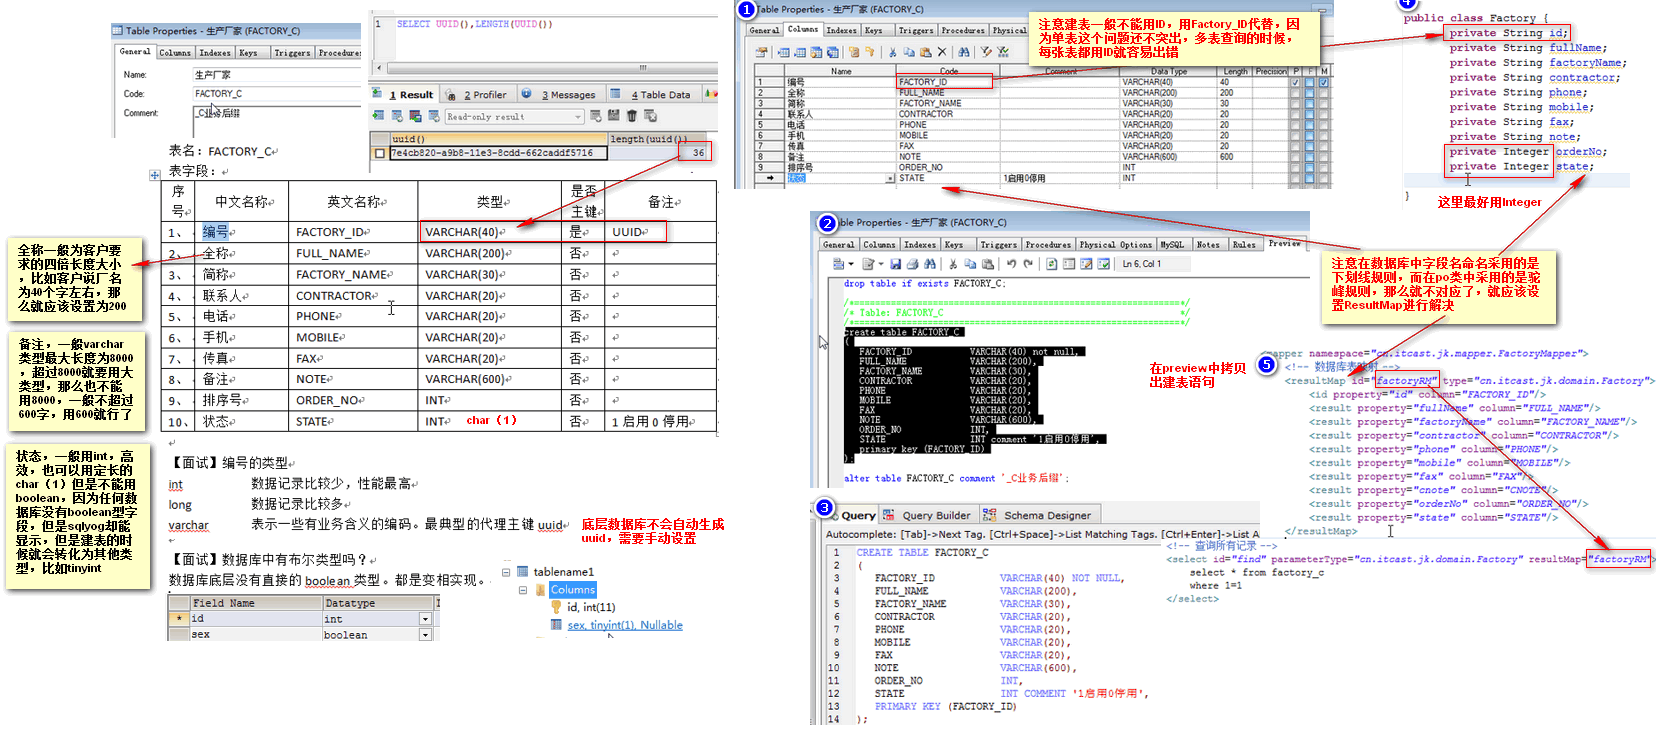 Table Properties - 生产厂家 (FACTORY_C)
General Columns Indexes Keys Triggers Procedures
Name: 生产厂家
Code: FACTORY_C
Comment: _C业务后缀
1 SELECT UUID(),LENGTH(UUID())
1 Result 2 Profiler 3 Messages 4 Table Data
Read-only result
uuid() length(uuid())
7e4cb820-a9b8-11e3-8cdd-662caddf5716 36
表名：FACTORY_C
表字段：
序号 中文名称 英文名称 类型 是否主键 备注
1、 编号 FACTORY_ID VARCHAR(40) 是 UUID
2、 全称 FULL_NAME VARCHAR(200) 否
3、 简称 FACTORY_NAME VARCHAR(30) 否
4、 联系人 CONTRACTOR VARCHAR(20) 否
5、 电话 PHONE VARCHAR(20) 否
6、 手机 MOBILE VARCHAR(20) 否
7、 传真 FAX VARCHAR(20) 否
8、 备注 NOTE VARCHAR(600) 否
9、 排序号 ORDER_NO INT 否
10、 状态 STATE INT char（1） 否 1 启用 0 停用
全称一般为客户要
求的四倍长度大小
，比如客户说厂名
为40个字左右，那
么就应该设置为200
备注，一般varchar
类型最大长度为8000
，超过8000就要用大
类型，那么也不能
用8000，一般不超过
600字，用600就行了
状态，一般用int，高
效，也可以用定长的
char（1）但是不能用
boolean，因为任何数
据库没有boolean型字
段，但是sqlyog却能
显示，但是建表的时
候就会转化为其他类
型，比如tinyint
【面试】编号的类型
int 数据记录比较少，性能最高
long 数据记录比较多
varchar 表示一些有业务含义的编码。最典型的代理主键 uuid
底层数据库不会自动生成
uuid，需要手动设置
【面试】数据库中有布尔类型吗？
数据库底层没有直接的 boolean 类型。都是变相实现。
Field Name Datatype
* id int
sex boolean
tablename1
Columns
id, int(11)
sex, tinyint(1), Nullable
1
Table Properties - 生产厂家 (FACTORY_C)
General Columns Indexes Keys Triggers Procedures Physical
注意建表一般不能用ID，用Factory_ID代替，因
为单表这个问题还不突出，多表查询的时候，
每张表都用ID就容易出错
Name Code Comment Data Type Length Precision P F M
1 编号 FACTORY_ID VARCHAR(40) 40
2 全称 FULL_NAME VARCHAR(200) 200
3 简称 FACTORY_NAME VARCHAR(30) 30
4 联系人 CONTRACTOR VARCHAR(20) 20
5 电话 PHONE VARCHAR(20) 20
6 手机 MOBILE VARCHAR(20) 20
7 传真 FAX VARCHAR(20) 20
8 备注 NOTE VARCHAR(600) 600
9 排序号 ORDER_NO INT
状态 STATE 1启用0停用 INT
4
public class Factory {
private String id;
private String fullName;
private String factoryName;
private String contractor;
private String phone;
private String mobile;
private String fax;
private String note;
private Integer orderNo;
private Integer state;
}
这里最好用Integer
2
Table Properties - 生产厂家 (FACTORY_C)
General Columns Indexes Keys Triggers Procedures Physical Options MySQL Notes Rules Preview
Ln 6, Col 1
drop table if exists FACTORY_C;
/*==============================================================*/
/* Table: FACTORY_C */
/*==============================================================*/
create table FACTORY_C
(
FACTORY_ID VARCHAR(40) not null,
FULL_NAME VARCHAR(200),
FACTORY_NAME VARCHAR(30),
CONTRACTOR VARCHAR(20),
PHONE VARCHAR(20),
MOBILE VARCHAR(20),
FAX VARCHAR(20),
NOTE VARCHAR(600),
ORDER_NO INT,
STATE INT comment '1启用0停用',
primary key (FACTORY_ID)
);
alter table FACTORY_C comment '_C业务后缀';
在preview中拷贝
出建表语句
注意在数据库中字段名命名采用的是
下划线规则，而在po类中采用的是驼
峰规则，那么就不对应了，就应该设
置ResultMap进行解决
5
<mapper namespace="cn.itcast.jk.mapper.FactoryMapper">
<!-- 数据库表映射 -->
<resultMap id="factoryRM" type="cn.itcast.jk.domain.Factory">
<id property="id" column="FACTORY_ID"/>
<result property="fullName" column="FULL_NAME"/>
<result property="factoryName" column="FACTORY_NAME"/>
<result property="contractor" column="CONTRACTOR"/>
<result property="phone" column="PHONE"/>
<result property="mobile" column="MOBILE"/>
<result property="fax" column="FAX"/>
<result property="cnote" column="CNOTE"/>
<result property="orderNo" column="ORDER_NO"/>
<result property="state" column="STATE"/>
</resultMap>
<!-- 查询所有记录 -->
<select id="find" parameterType="cn.itcast.jk.domain.Factory" resultMap="factoryRM">
select * from factory_c
where 1=1
</select>
3
Query Query Builder Schema Designer
Autocomplete: [Tab]->Next Tag. [Ctrl+Space]->List Matching Tags. [Ctrl+Enter]->List A
1 CREATE TABLE FACTORY_C
2 (
3 FACTORY_ID VARCHAR(40) NOT NULL,
4 FULL_NAME VARCHAR(200),
5 FACTORY_NAME VARCHAR(30),
6 CONTRACTOR VARCHAR(20),
7 PHONE VARCHAR(20),
8 MOBILE VARCHAR(20),
9 FAX VARCHAR(20),
10 NOTE VARCHAR(600),
11 ORDER_NO INT,
12 STATE INT COMMENT '1启用0停用',
13 PRIMARY KEY (FACTORY_ID)
14 );